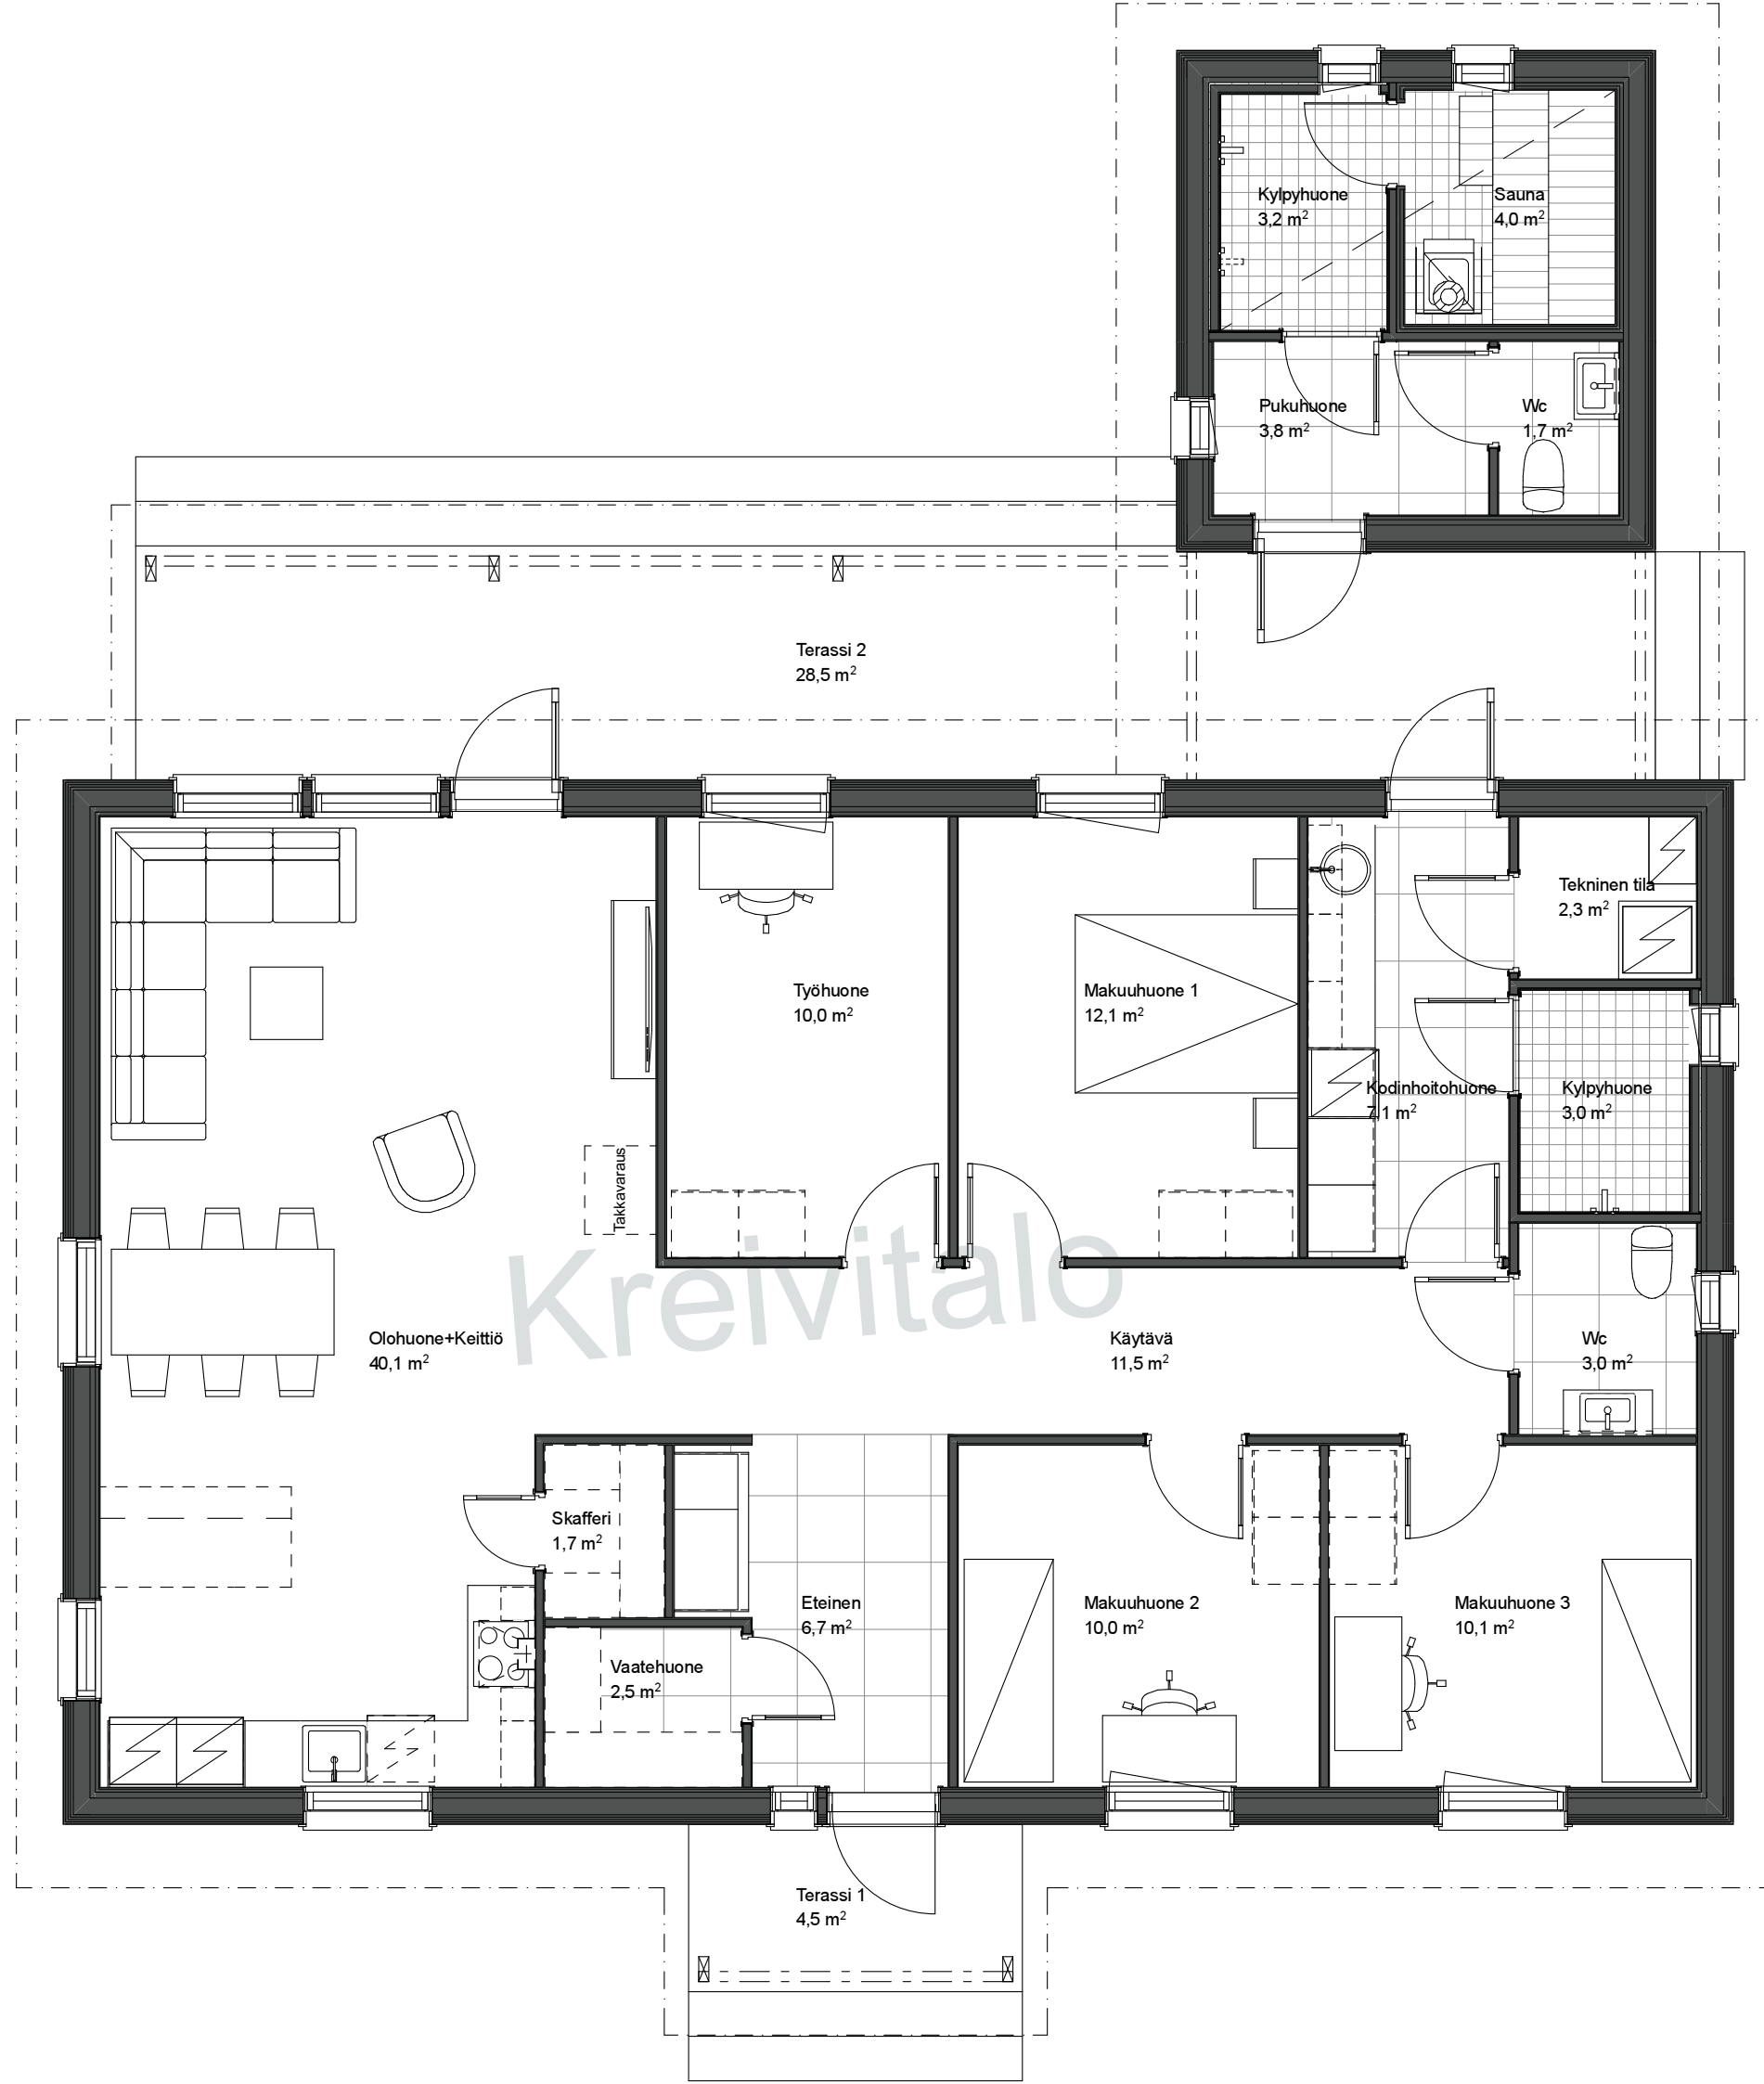 Kylpyhuone
3,2 m²
Sauna
4,0 m²
Pukuhuone
3,8 m²
Wc
1,7 m²
Terassi 2
28,5 m²
Tekninen tila
2,3 m²
Työhuone
10,0 m²
Makuuhuone 1
12,1 m²
Kodinhoitohuone
7,1 m²
Kylpyhuone
3,0 m²
Takkavaraus
Kreivitalo
Olohuone+Keittiö
40,1 m²
Käytävä
11,5 m²
Wc
3,0 m²
Skafferi
1,7 m²
Eteinen
6,7 m²
Makuuhuone 2
10,0 m²
Makuuhuone 3
10,1 m²
Vaatehuone
2,5 m²
Terassi 1
4,5 m²